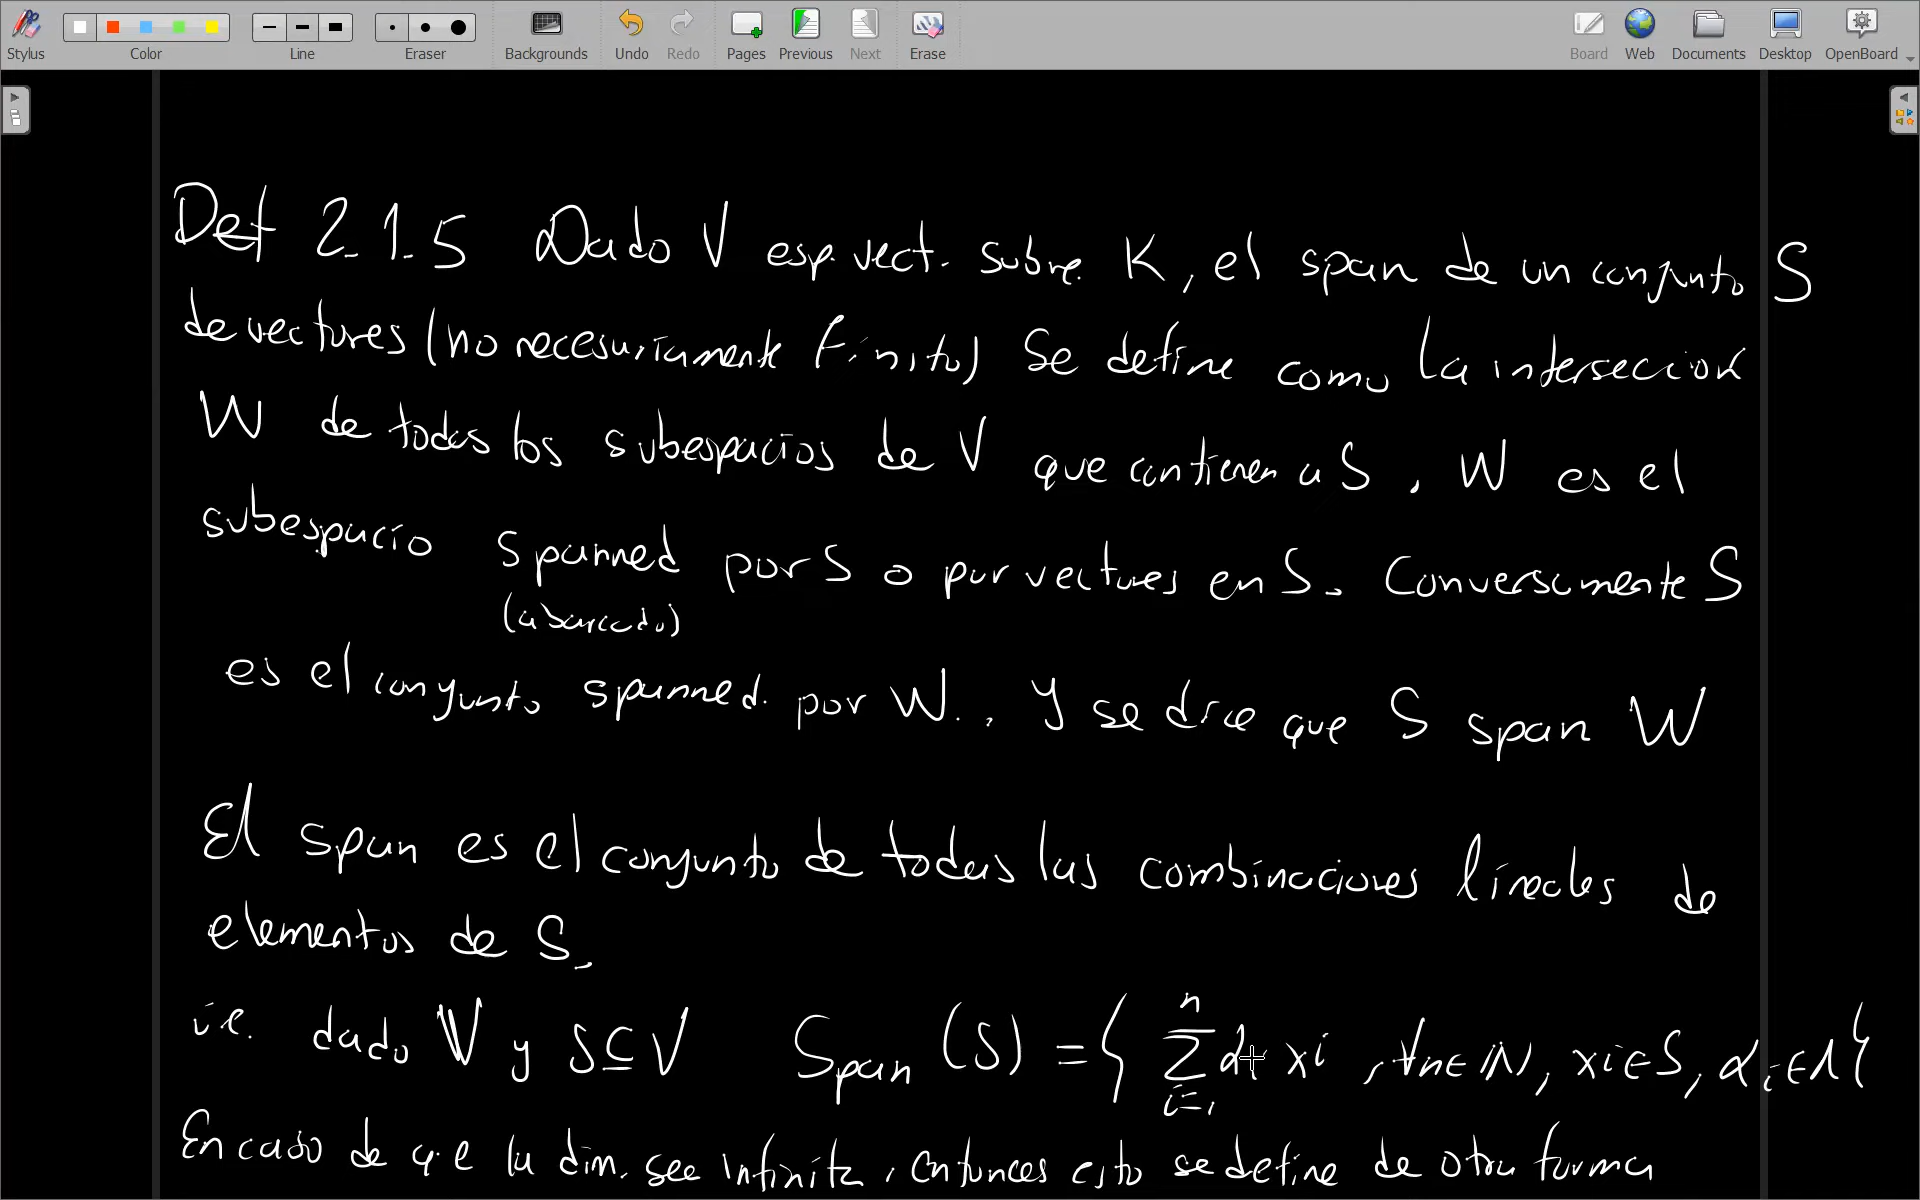 Stylus Color Line Eraser Backgrounds Undo Redo Pages Previous Next Erase Board Web Documents Desktop OpenBoard
Def 2.1.5 Dado V esp. vect. sobre K, el span de un conjunto S
de vectores (no necesariamente finito) se define como la intersección
W de todos los subespacios de V que contienen a S, W es el
subespacio spanned por S o por vectores en S. Conversamente S
(abarcado)
es el conjunto spanned por W. Y se dice que S span W
El span es el conjunto de todas las combinaciones líneales de
elementos de S.
i.e. dado V y S⊆V Span (S) = { n∑i=1 αi xi , ∀n∈ℕ, xi∈S, αi∈Λ}
En caso de que la dim. see infinita, entonces esto se define de otra forma